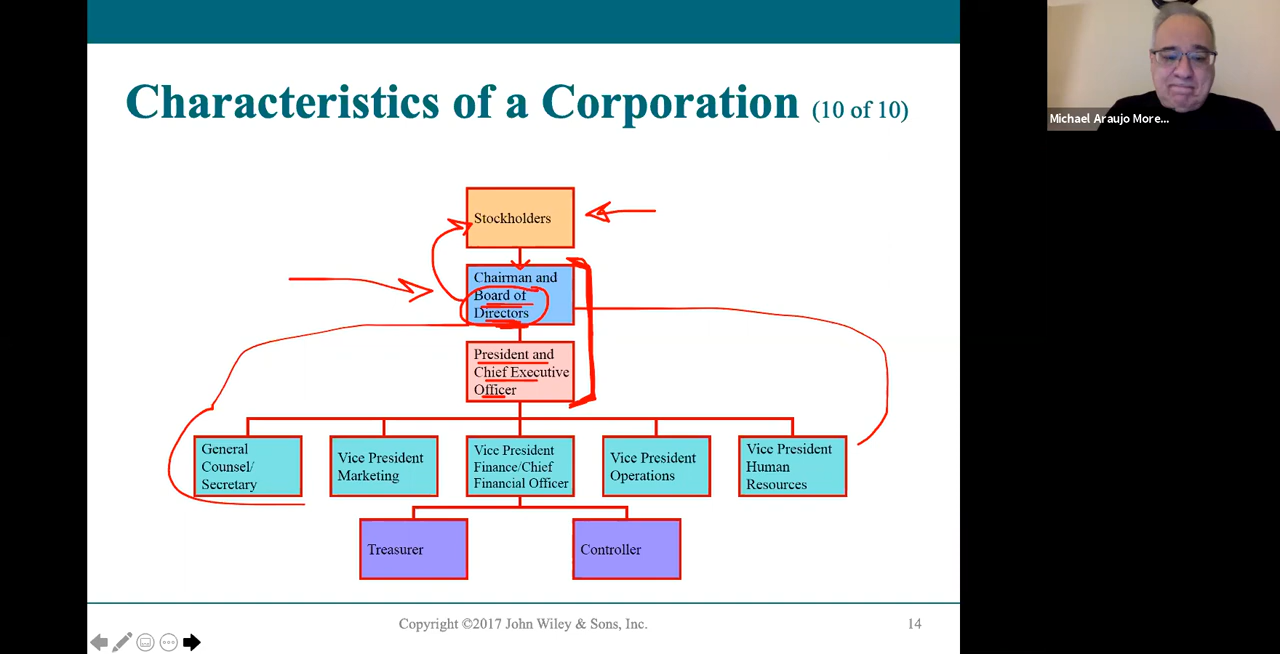 Characteristics of a Corporation (10 of 10)
Michael Araujo More...
Stockholders
Chairman and
Board of
Directors
President and
Chief Executive
Officer
General
Counsel/
Secretary
Vice President
Marketing
Vice President
Finance/Chief
Financial Officer
Vice President
Operations
Vice President
Human
Resources
Treasurer
Controller
Copyright ©2017 John Wiley & Sons, Inc.
14